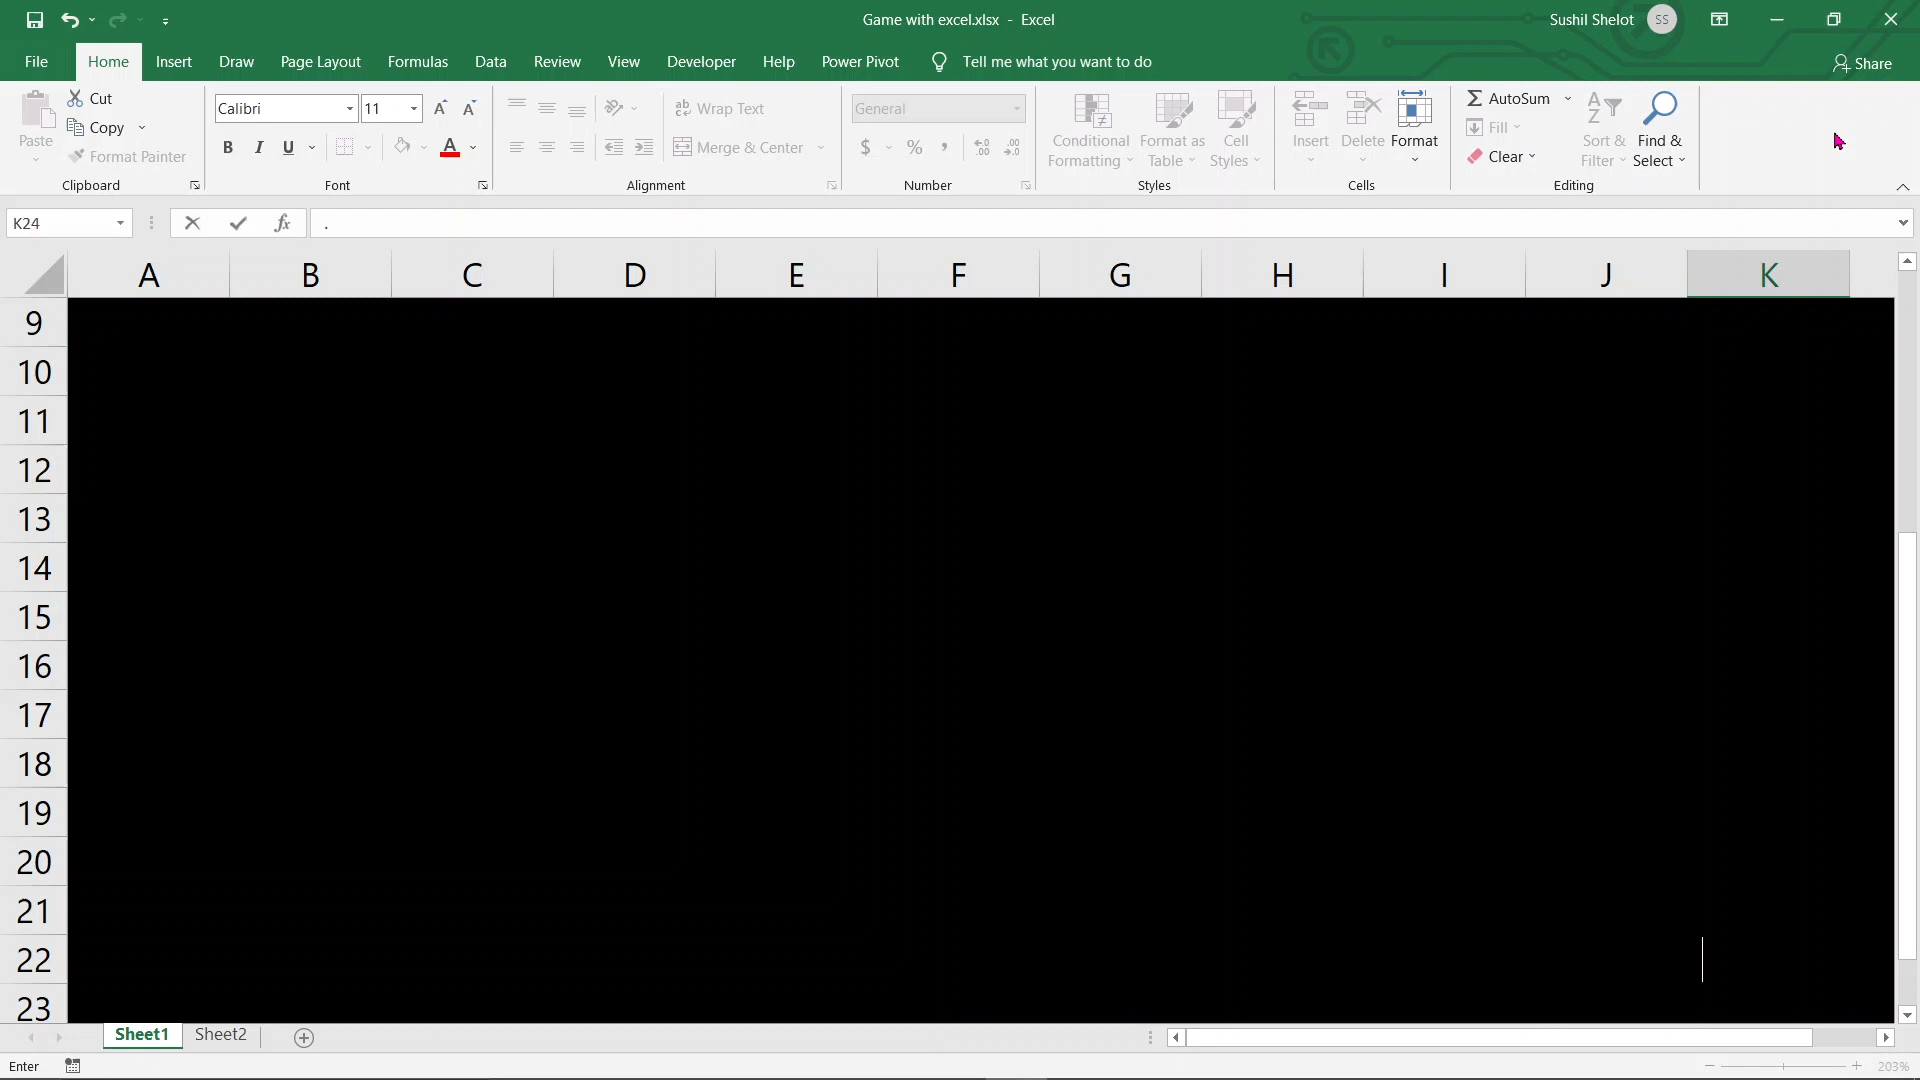 Game with excel.xlsx - Excel
Sushil Shelot SS
File Home Insert Draw Page Layout Formulas Data Review View Developer Help Power Pivot Tell me what you want to do Share
Paste Cut
Copy
Format Painter
Clipboard
Calibri 11 A A
B I U A
Font
ab Wrap Text
Merge & Center
Alignment
General
$ % , .00 .00
Number
Conditional Formatting
Format as Table
Cell Styles
Styles
Insert Delete Format
Cells
Σ AutoSum
Fill
Clear
Sort & Filter
Find & Select
Editing
K24 fx .
A B C D E F G H I J K
9
10
11
12
13
14
15
16
17
18
19
20
21
22
23
Sheet1 Sheet2
Enter 203%